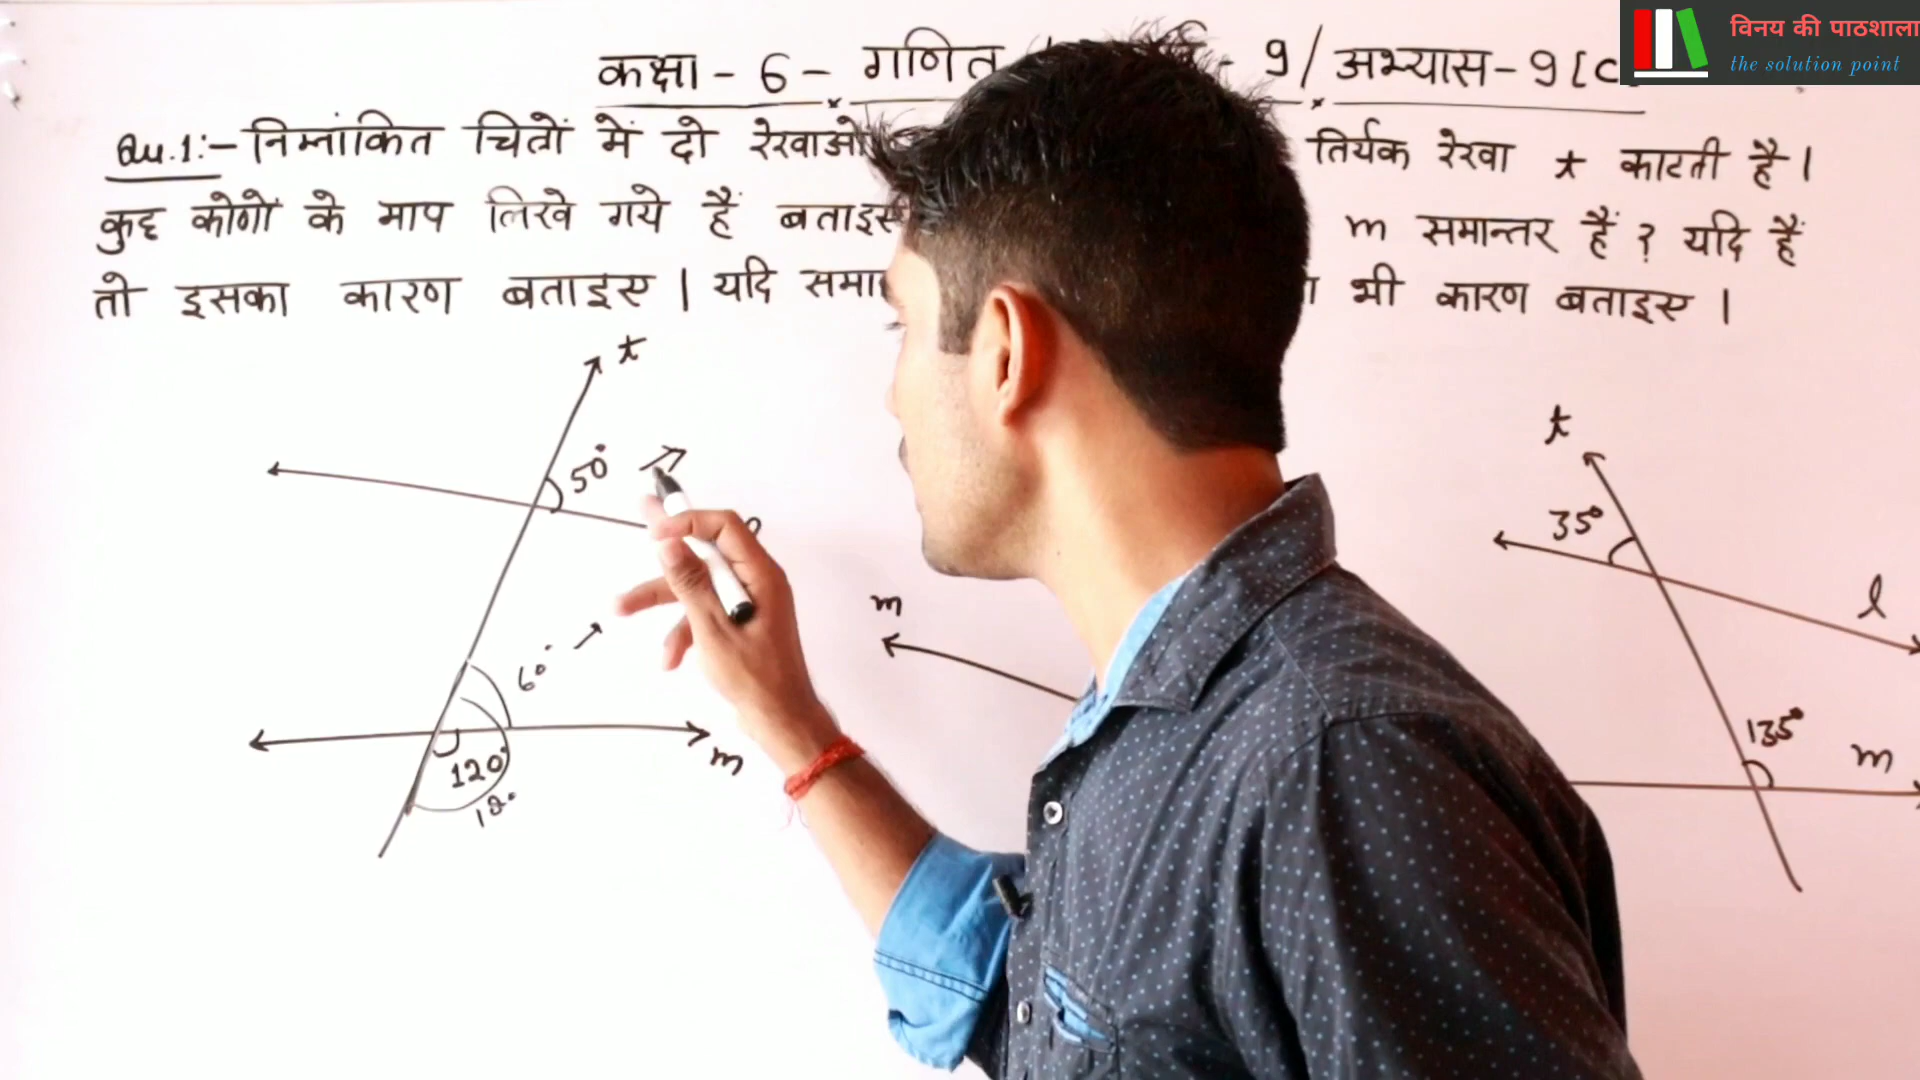 विनय की पाठशाला
the solution point
कक्षा - 6 - गणित - 9 / अभ्यास - 9 [C
Qu.1:- निम्नांकित चित्रों में दो रेखाओं तिर्यक रेखा t काटती है।
कुछ कोणों के माप लिखे गये हैं बताइए m समान्तर हैं ? यदि हैं
तो इसका कारण बताइए । यदि समा भी कारण बताइए ।
t
50°
60°
120°
m
m
t
35°
l
135°
m